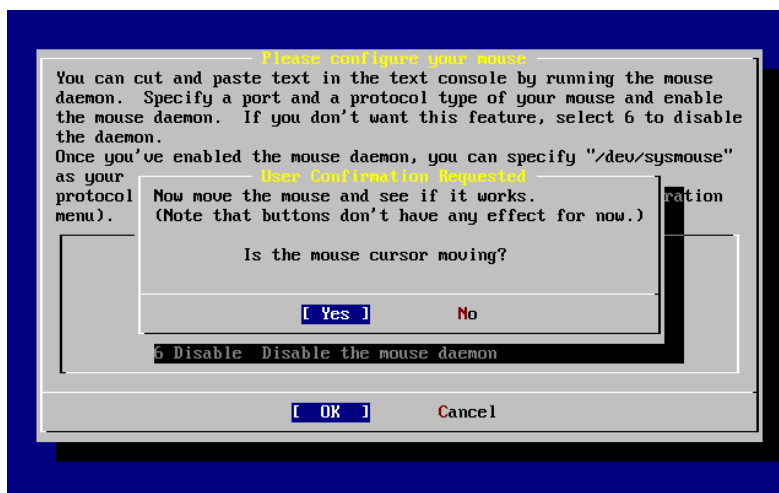 Please configure your mouse
You can cut and paste text in the text console by running the mouse
daemon. Specify a port and a protocol type of your mouse and enable
the mouse daemon. If you don't want this feature, select 6 to disable
the daemon.
Once you've enabled the mouse daemon, you can specify "/dev/sysmouse"
as your
User Confirmation Requested
protocol
ration
menu).
Now move the mouse and see if it works.
(Note that buttons don't have any effect for now.)
Is the mouse cursor moving?
[ Yes ] No
6 Disable Disable the mouse daemon
[ OK ] Cancel